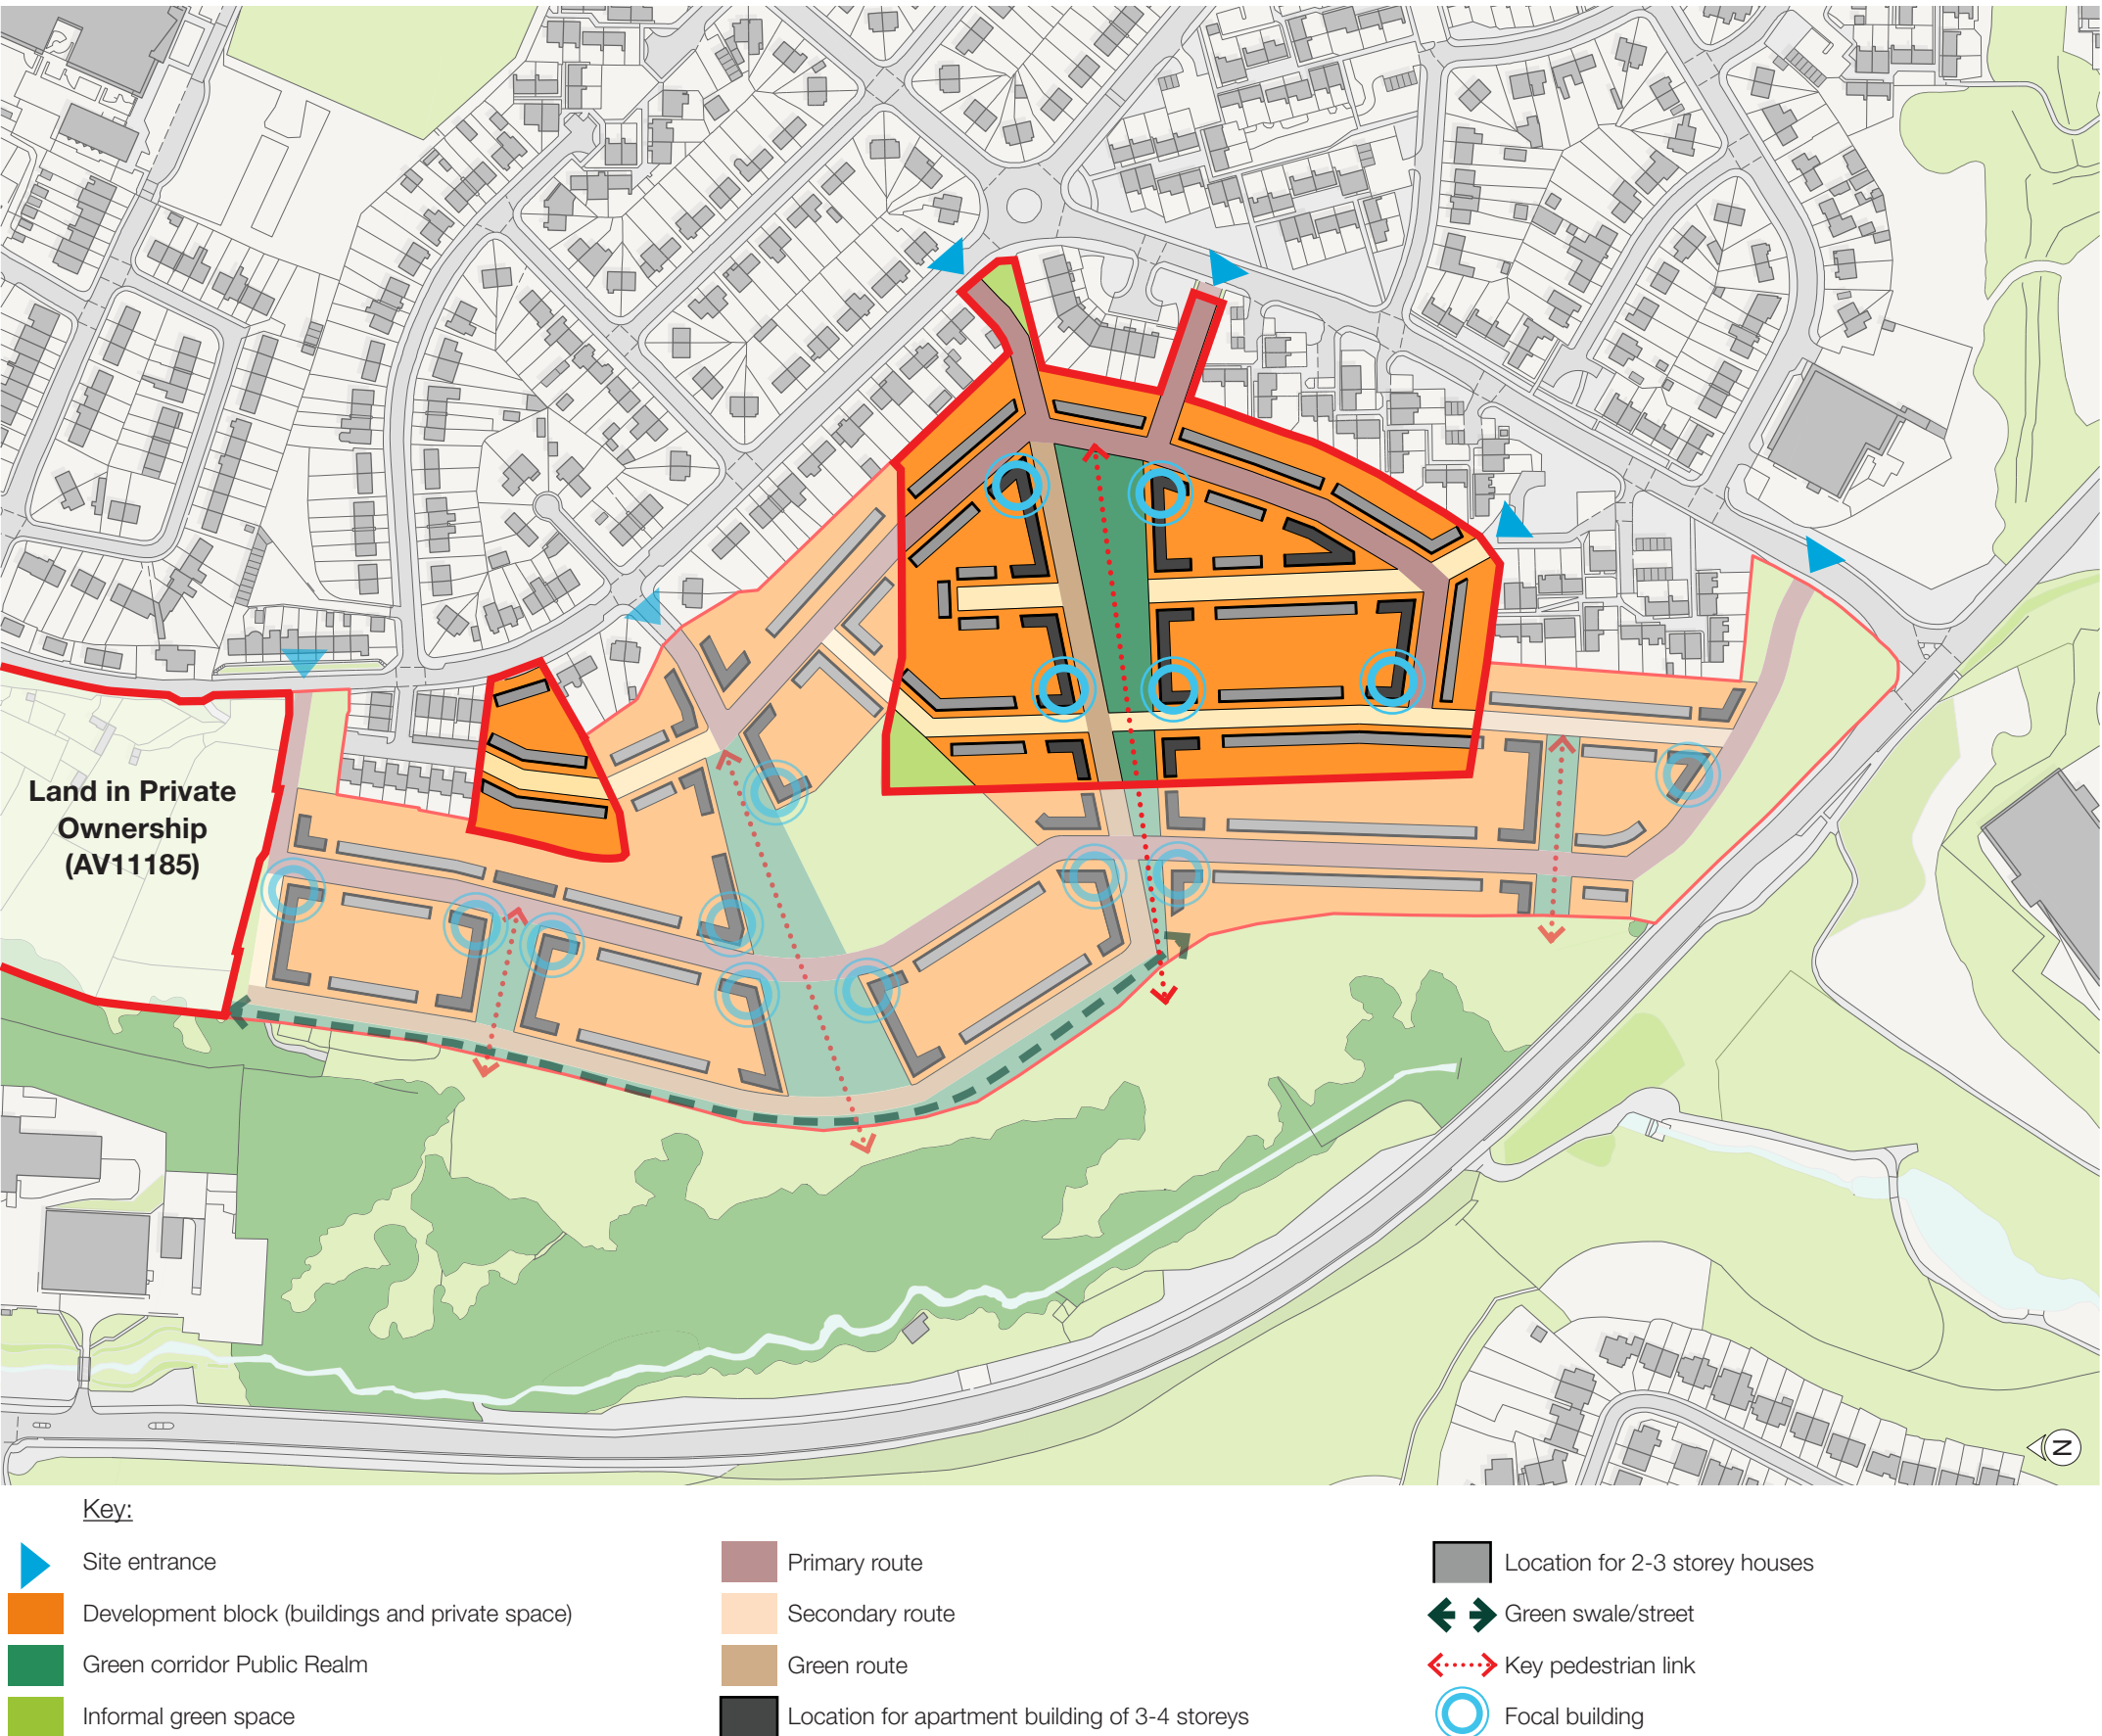 Land in Private
Ownership
(AV11185)
N
Key:
Site entrance
Development block (buildings and private space)
Green corridor Public Realm
Informal green space
Primary route
Secondary route
Green route
Location for apartment building of 3-4 storeys
Location for 2-3 storey houses
Green swale/street
Key pedestrian link
Focal building